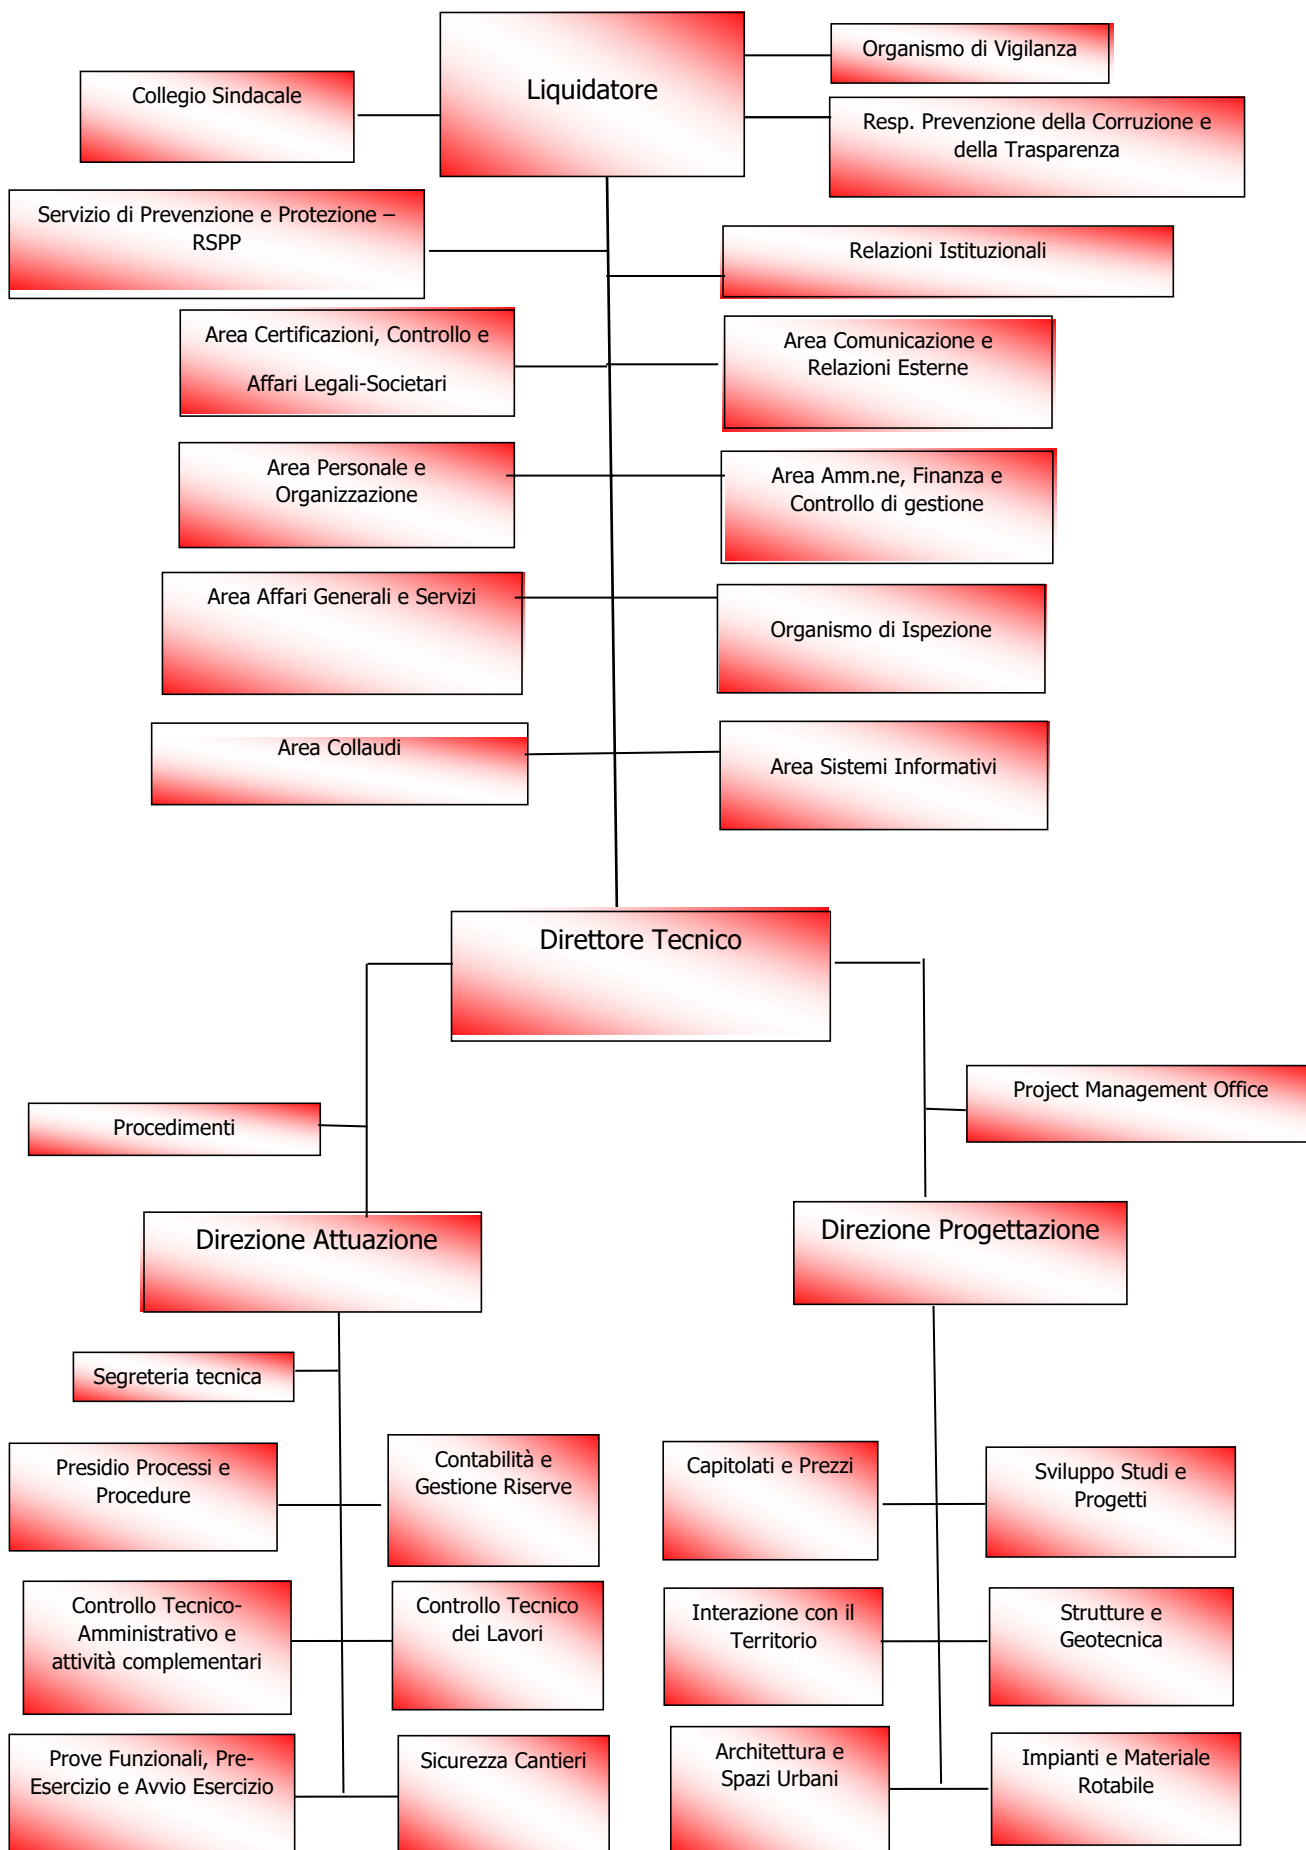 Liquidatore
Organismo di Vigilanza
Collegio Sindacale
Resp. Prevenzione della Corruzione e
della Trasparenza
Servizio di Prevenzione e Protezione –
RSPP
Relazioni Istituzionali
Area Certificazioni, Controllo e
Affari Legali-Societari
Area Comunicazione e
Relazioni Esterne
Area Personale e
Organizzazione
Area Amm.ne, Finanza e
Controllo di gestione
Area Affari Generali e Servizi
Organismo di Ispezione
Area Collaudi
Area Sistemi Informativi
Direttore Tecnico
Project Management Office
Procedimenti
Direzione Attuazione
Direzione Progettazione
Segreteria tecnica
Presidio Processi e
Procedure
Contabilità e
Gestione Riserve
Capitolati e Prezzi
Sviluppo Studi e
Progetti
Controllo Tecnico-
Amministrativo e
attività complementari
Controllo Tecnico
dei Lavori
Interazione con il
Territorio
Strutture e
Geotecnica
Prove Funzionali, Pre-
Esercizio e Avvio Esercizio
Sicurezza Cantieri
Architettura e
Spazi Urbani
Impianti e Materiale
Rotabile